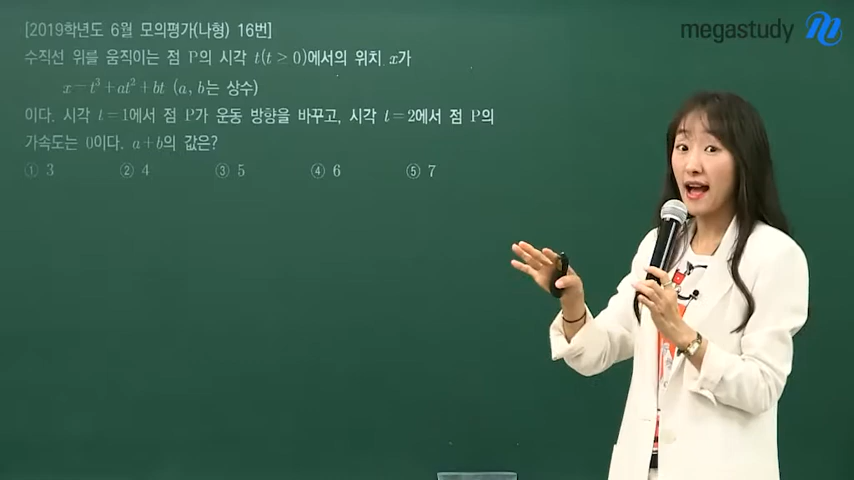 [2019학년도 6월 모의평가(나형) 16번]
megastudy
수직선 위를 움직이는 점 P의 시각 t(t ≥ 0)에서의 위치 x가
x = t³ + at² + bt (a, b는 상수)
이다. 시각 t = 1에서 점 P가 운동 방향을 바꾸고, 시각 t = 2에서 점 P의
가속도는 0이다. a + b의 값은?
① 3 ② 4 ③ 5 ④ 6 ⑤ 7